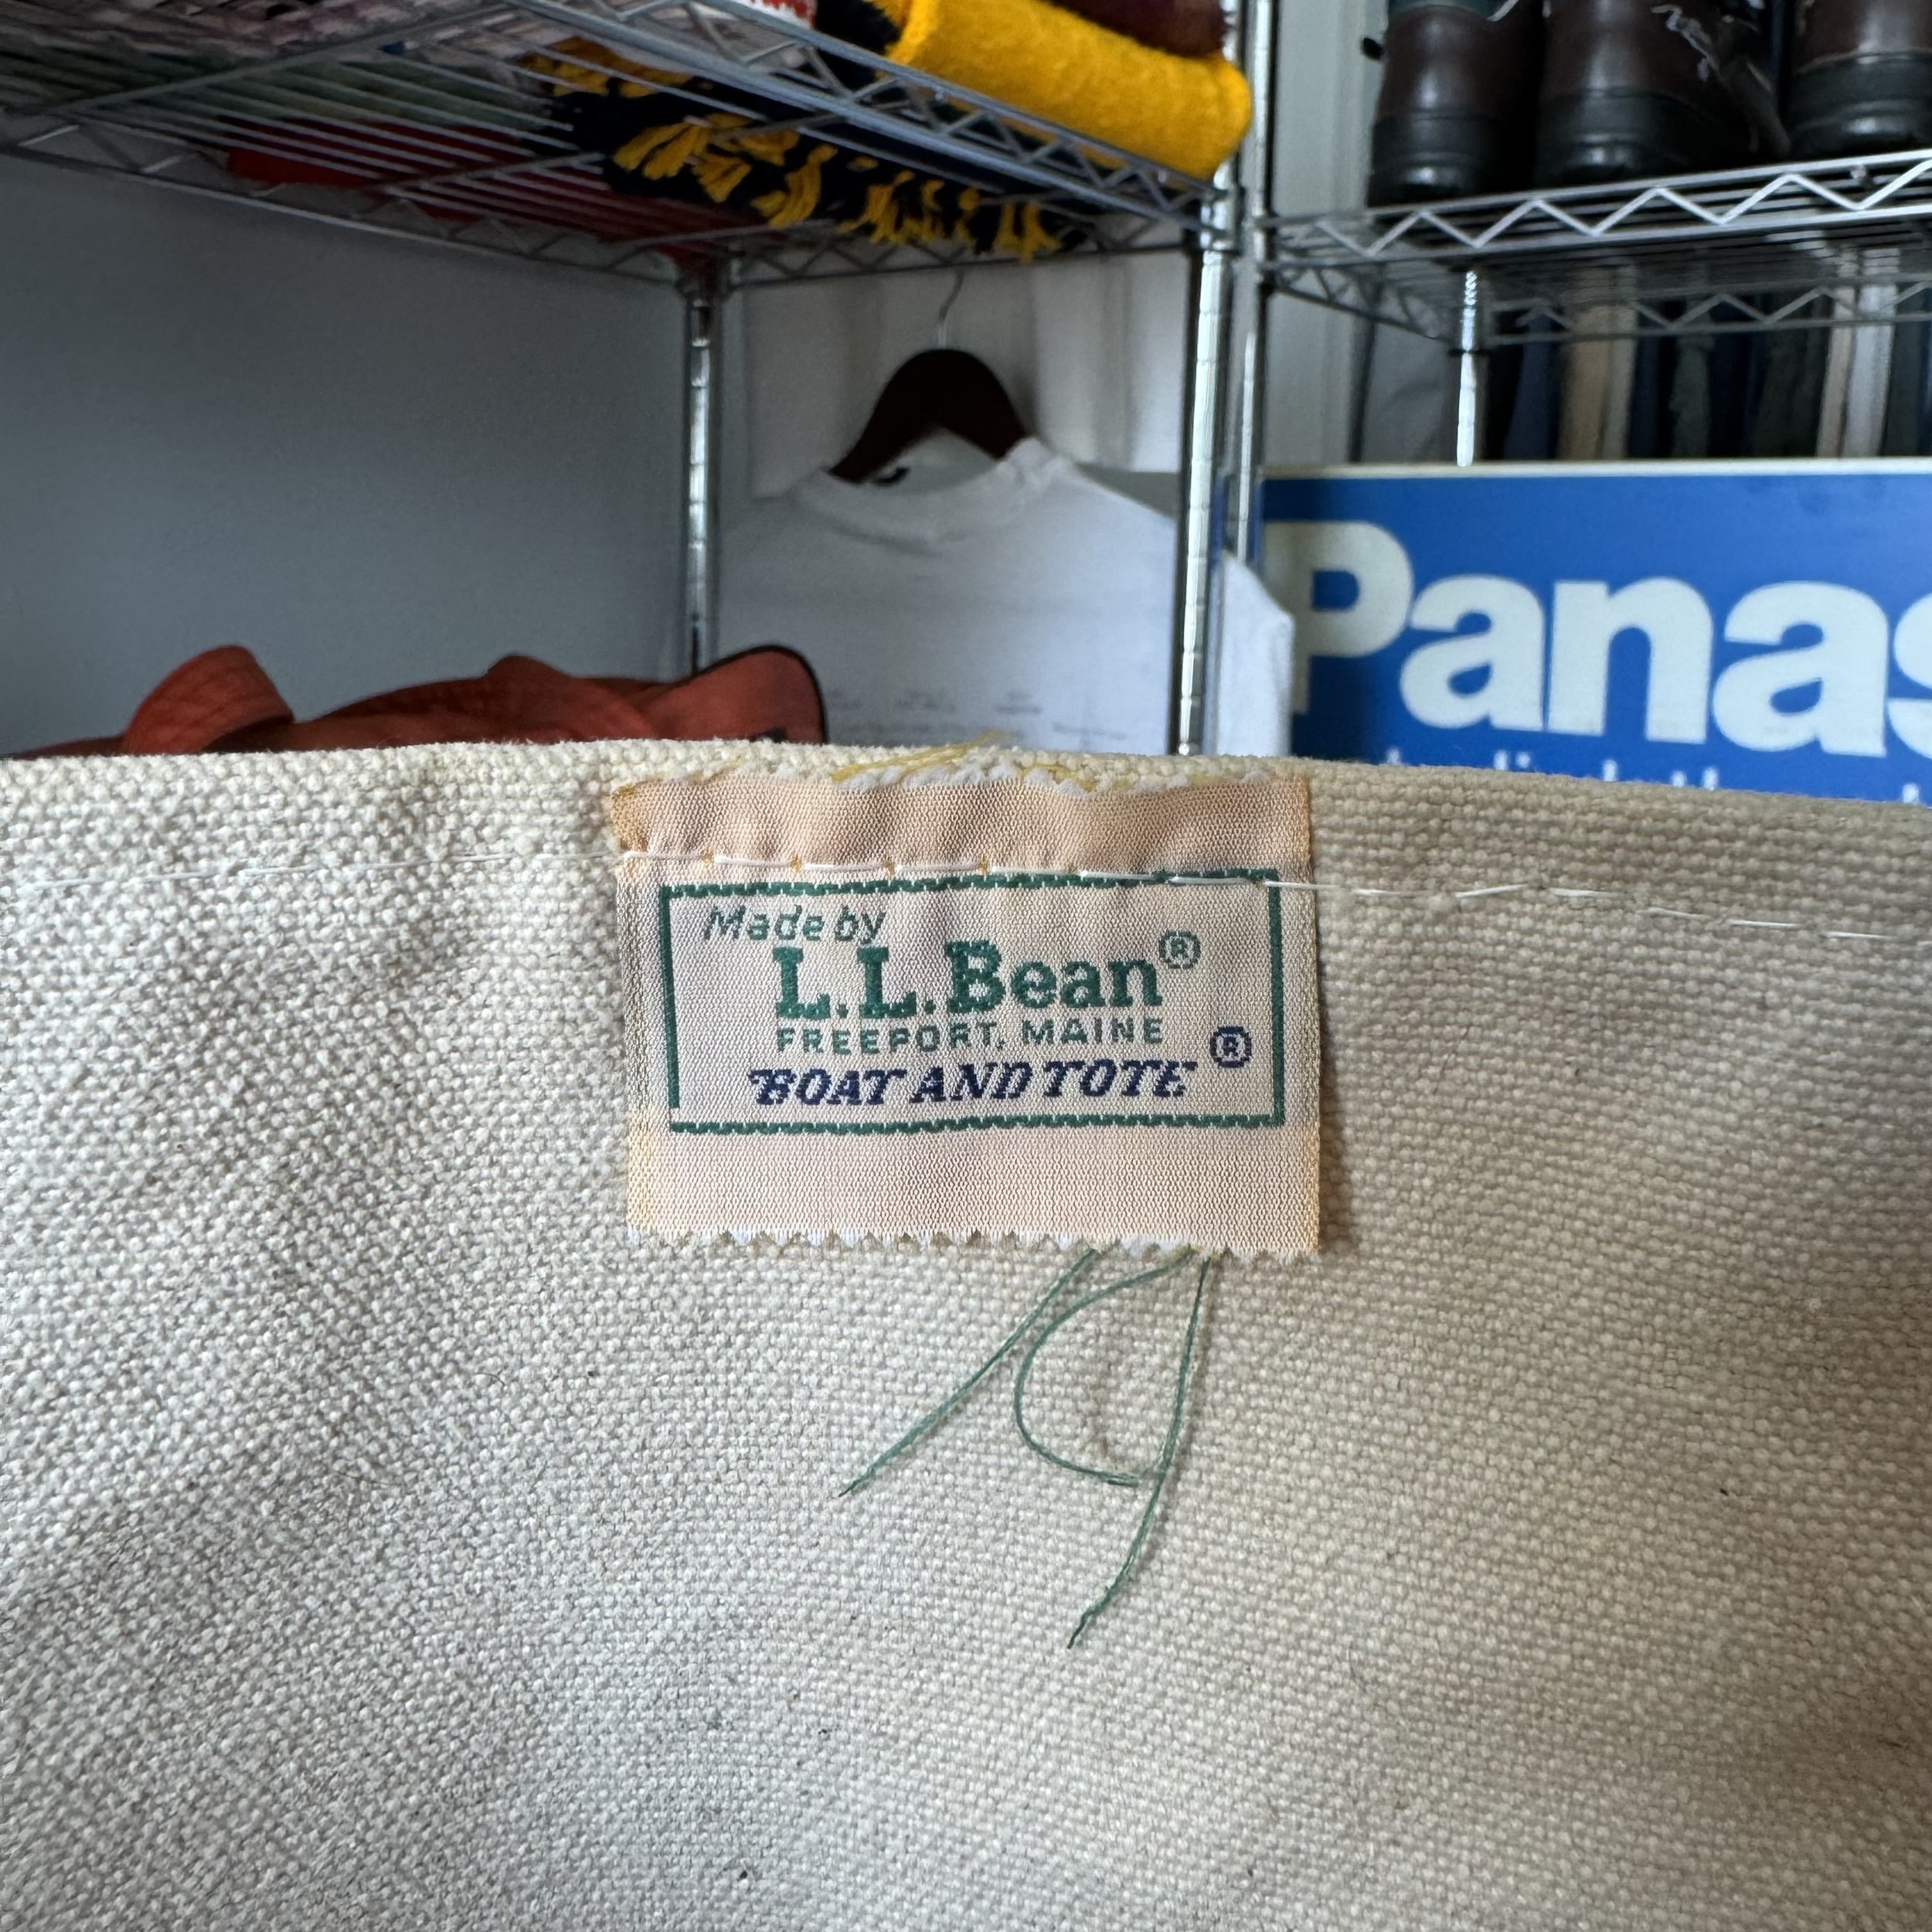 Panas
Made by
L.L.Bean®
FREEPORT, MAINE
BOAT AND TOTE ®